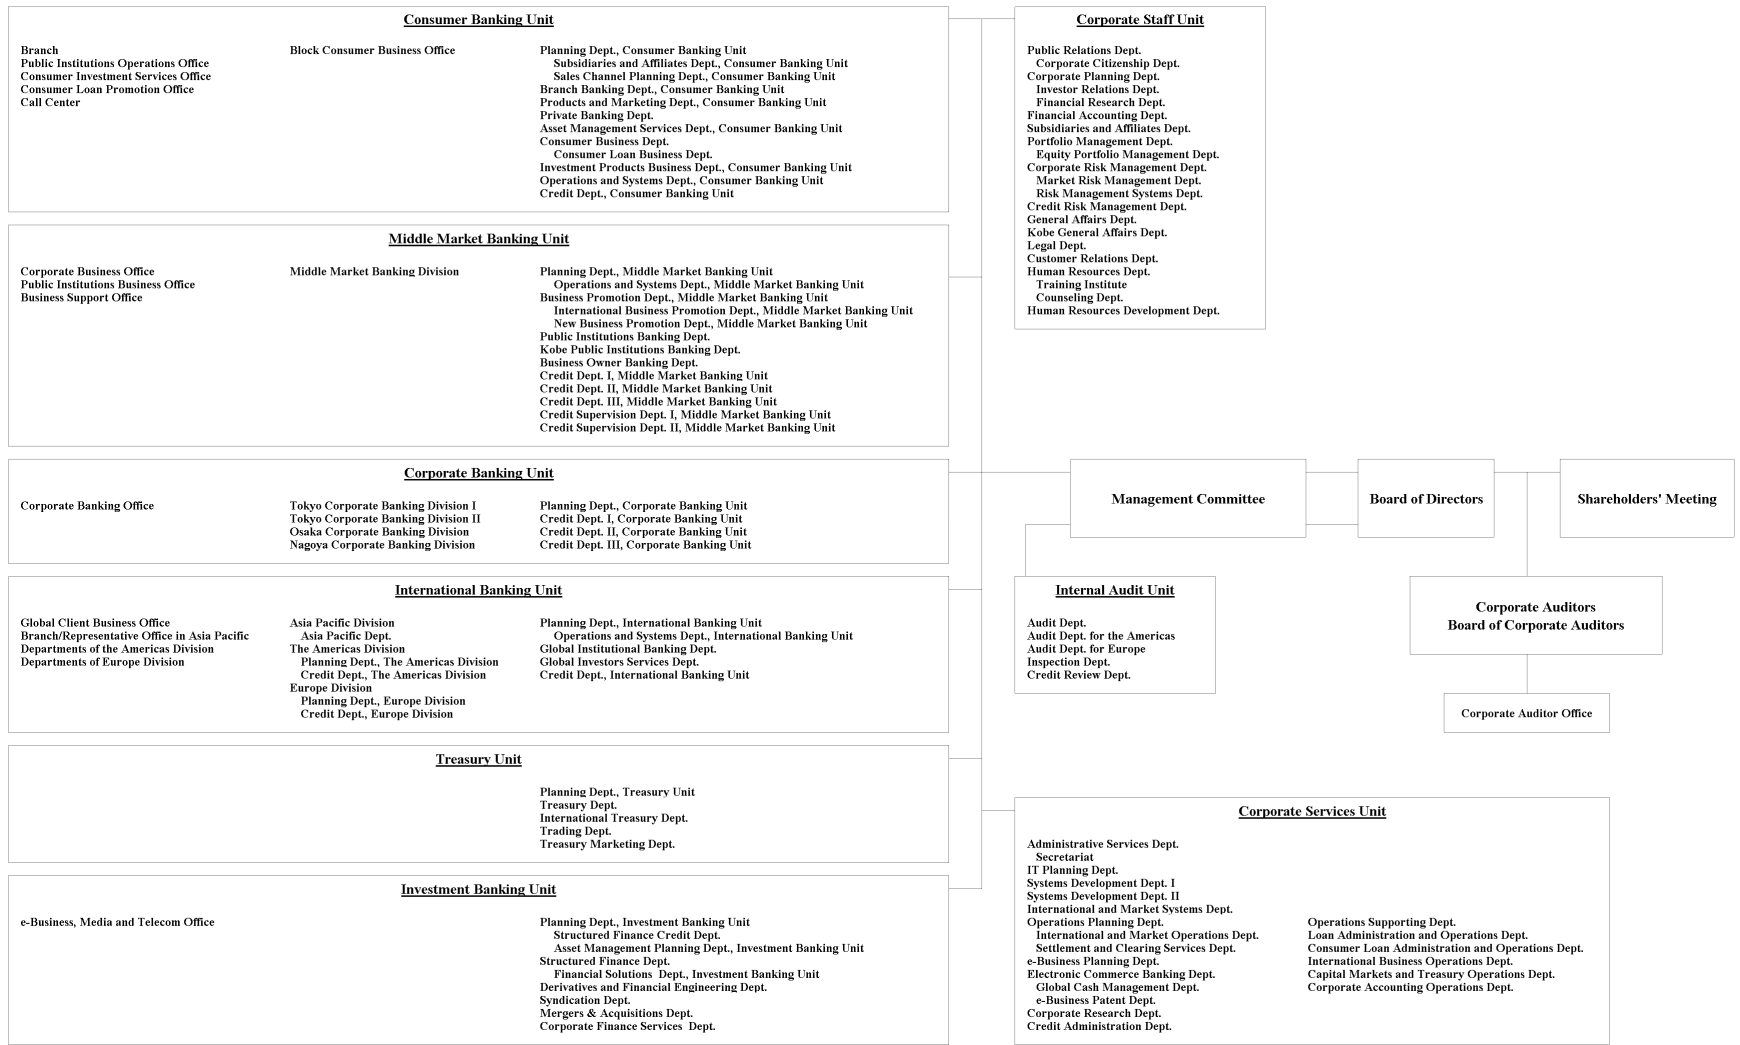 Consumer Banking Unit
Branch
Public Institutions Operations Office
Consumer Investment Services Office
Consumer Loan Promotion Office
Call Center
Block Consumer Business Office
Planning Dept., Consumer Banking Unit
Subsidiaries and Affiliates Dept., Consumer Banking Unit
Sales Channel Planning Dept., Consumer Banking Unit
Branch Banking Dept., Consumer Banking Unit
Products and Marketing Dept., Consumer Banking Unit
Private Banking Dept.
Asset Management Services Dept., Consumer Banking Unit
Consumer Business Dept.
Consumer Loan Business Dept.
Investment Products Business Dept., Consumer Banking Unit
Operations and Systems Dept., Consumer Banking Unit
Credit Dept., Consumer Banking Unit
Middle Market Banking Unit
Corporate Business Office
Public Institutions Business Office
Business Support Office
Middle Market Banking Division
Planning Dept., Middle Market Banking Unit
Operations and Systems Dept., Middle Market Banking Unit
Business Promotion Dept., Middle Market Banking Unit
International Business Promotion Dept., Middle Market Banking Unit
New Business Promotion Dept., Middle Market Banking Unit
Public Institutions Banking Dept.
Kobe Public Institutions Banking Dept.
Business Owner Banking Dept.
Credit Dept. I, Middle Market Banking Unit
Credit Dept. II, Middle Market Banking Unit
Credit Dept. III, Middle Market Banking Unit
Credit Supervision Dept. I, Middle Market Banking Unit
Credit Supervision Dept. II, Middle Market Banking Unit
Corporate Banking Unit
Corporate Banking Office
Tokyo Corporate Banking Division I
Tokyo Corporate Banking Division II
Osaka Corporate Banking Division
Nagoya Corporate Banking Division
Planning Dept., Corporate Banking Unit
Credit Dept. I, Corporate Banking Unit
Credit Dept. II, Corporate Banking Unit
Credit Dept. III, Corporate Banking Unit
International Banking Unit
Global Client Business Office
Branch/Representative Office in Asia Pacific
Departments of the Americas Division
Departments of Europe Division
Asia Pacific Division
Asia Pacific Dept.
The Americas Division
Planning Dept., The Americas Division
Credit Dept., The Americas Division
Europe Division
Planning Dept., Europe Division
Credit Dept., Europe Division
Planning Dept., International Banking Unit
Operations and Systems Dept., International Banking Unit
Global Institutional Banking Dept.
Global Investors Services Dept.
Credit Dept., International Banking Unit
Treasury Unit
Planning Dept., Treasury Unit
Treasury Dept.
International Treasury Dept.
Trading Dept.
Treasury Marketing Dept.
Investment Banking Unit
e-Business, Media and Telecom Office
Planning Dept., Investment Banking Unit
Structured Finance Credit Dept.
Asset Management Planning Dept., Investment Banking Unit
Structured Finance Dept.
Financial Solutions Dept., Investment Banking Unit
Derivatives and Financial Engineering Dept.
Syndication Dept.
Mergers & Acquisitions Dept.
Corporate Finance Services Dept.
Corporate Staff Unit
Public Relations Dept.
Corporate Citizenship Dept.
Corporate Planning Dept.
Investor Relations Dept.
Financial Research Dept.
Financial Accounting Dept.
Subsidiaries and Affiliates Dept.
Portfolio Management Dept.
Equity Portfolio Management Dept.
Corporate Risk Management Dept.
Market Risk Management Dept.
Risk Management Systems Dept.
Credit Risk Management Dept.
General Affairs Dept.
Kobe General Affairs Dept.
Legal Dept.
Customer Relations Dept.
Human Resources Dept.
Training Institute
Counseling Dept.
Human Resources Development Dept.
Management Committee
Board of Directors
Shareholders' Meeting
Internal Audit Unit
Audit Dept.
Audit Dept. for the Americas
Audit Dept. for Europe
Inspection Dept.
Credit Review Dept.
Corporate Auditors
Board of Corporate Auditors
Corporate Auditor Office
Corporate Services Unit
Administrative Services Dept.
Secretariat
IT Planning Dept.
Systems Development Dept. I
Systems Development Dept. II
International and Market Systems Dept.
Operations Planning Dept.
International and Market Operations Dept.
Settlement and Clearing Services Dept.
e-Business Planning Dept.
Electronic Commerce Banking Dept.
Global Cash Management Dept.
e-Business Patent Dept.
Corporate Research Dept.
Credit Administration Dept.
Operations Supporting Dept.
Loan Administration and Operations Dept.
Consumer Loan Administration and Operations Dept.
International Business Operations Dept.
Capital Markets and Treasury Operations Dept.
Corporate Accounting Operations Dept.